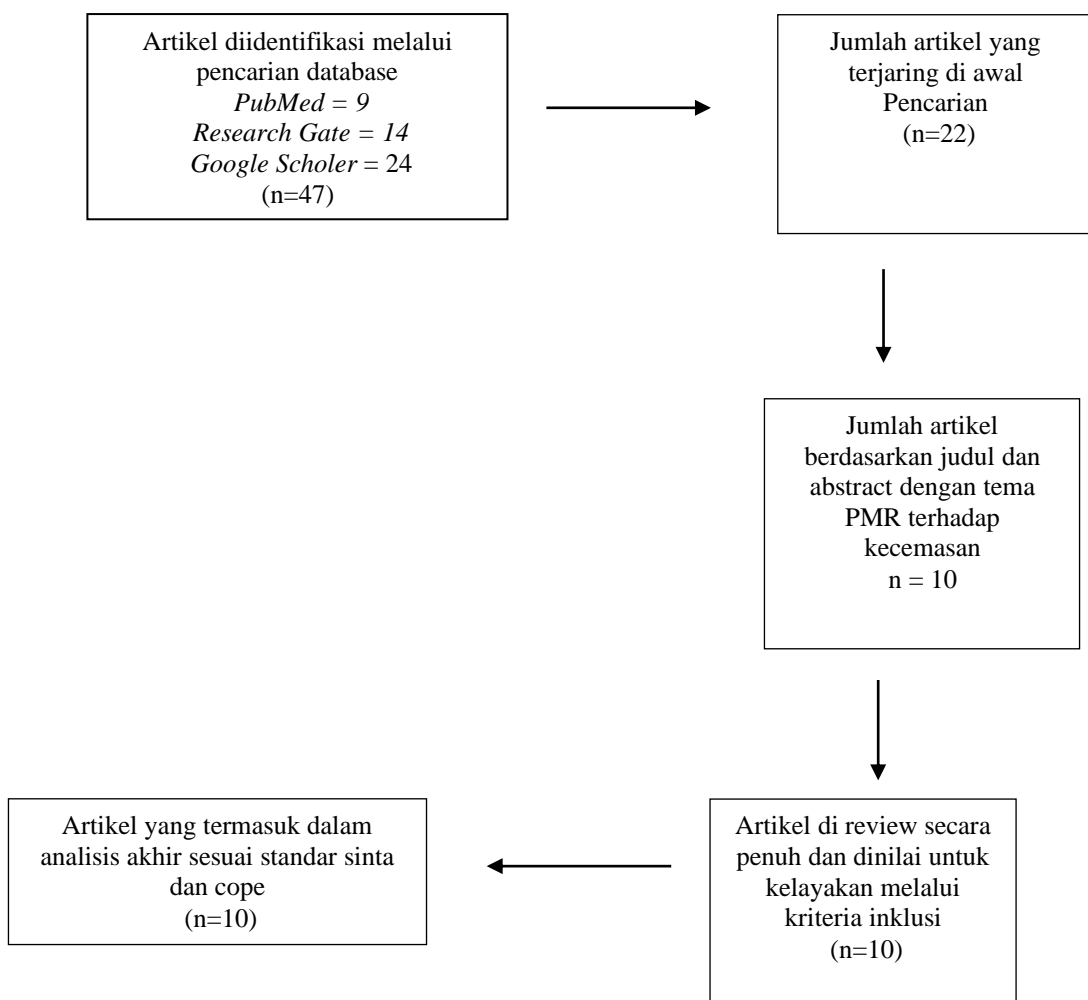 Artikel diidentifikasi melalui
pencarian database
PubMed = 9
Research Gate = 14
Google Scholer = 24
(n=47)
Jumlah artikel yang
terjaring di awal
Pencarian
(n=22)
Jumlah artikel
berdasarkan judul dan
abstract dengan tema
PMR terhadap
kecemasan
n = 10
Artikel di review secara
penuh dan dinilai untuk
kelayakan melalui
kriteria inklusi
(n=10)
Artikel yang termasuk dalam
analisis akhir sesuai standar sinta
dan cope
(n=10)